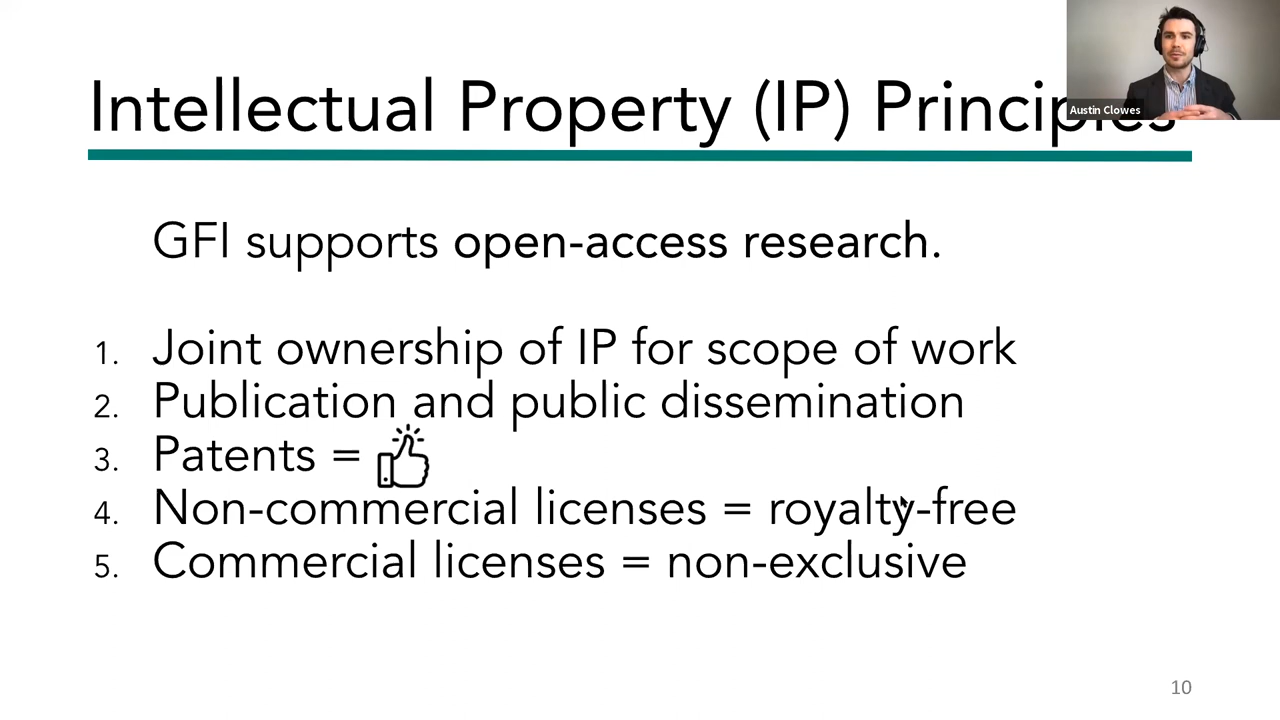 Intellectual Property (IP) Principles
Austin Clowes
GFI supports open-access research.
1. Joint ownership of IP for scope of work
2. Publication and public dissemination
3. Patents =
4. Non-commercial licenses = royalty-free
5. Commercial licenses = non-exclusive
10